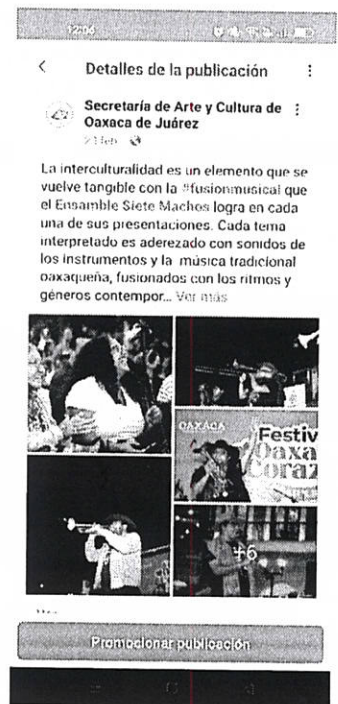 12:06
Detalles de la publicación
Secretaría de Arte y Cultura de
Oaxaca de Juárez
La interculturalidad es un elemento que se
vuelve tangible con la #fusionmusical que
el Ensamble Siete Machos logra en cada
una de sus presentaciones. Cada tema
interpretado es aderezado con sonidos de
los instrumentos y la música tradicional
oaxaqueña, fusionados con los ritmos y
géneros contempor... Ver más
OAXACA
Festiv
Oaxa
Coraz
+6
Promocionar publicación